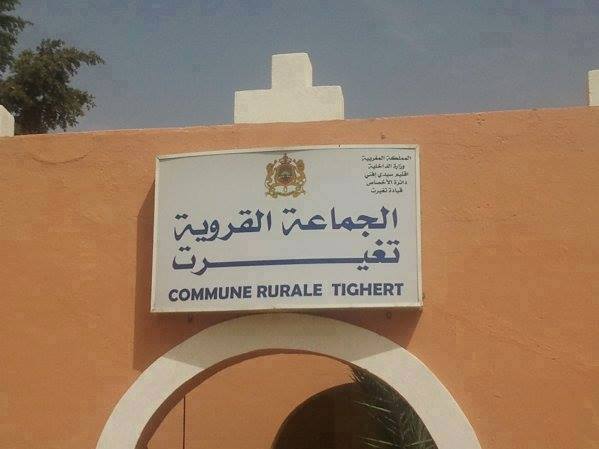 المملكة المغربية
وزارة الداخلية
اقليم سيدي إفني
دائرة الأخصاص
قيادة تغيرت
الجماعة القروية
تغيرت
COMMUNE RURALE TIGHERT